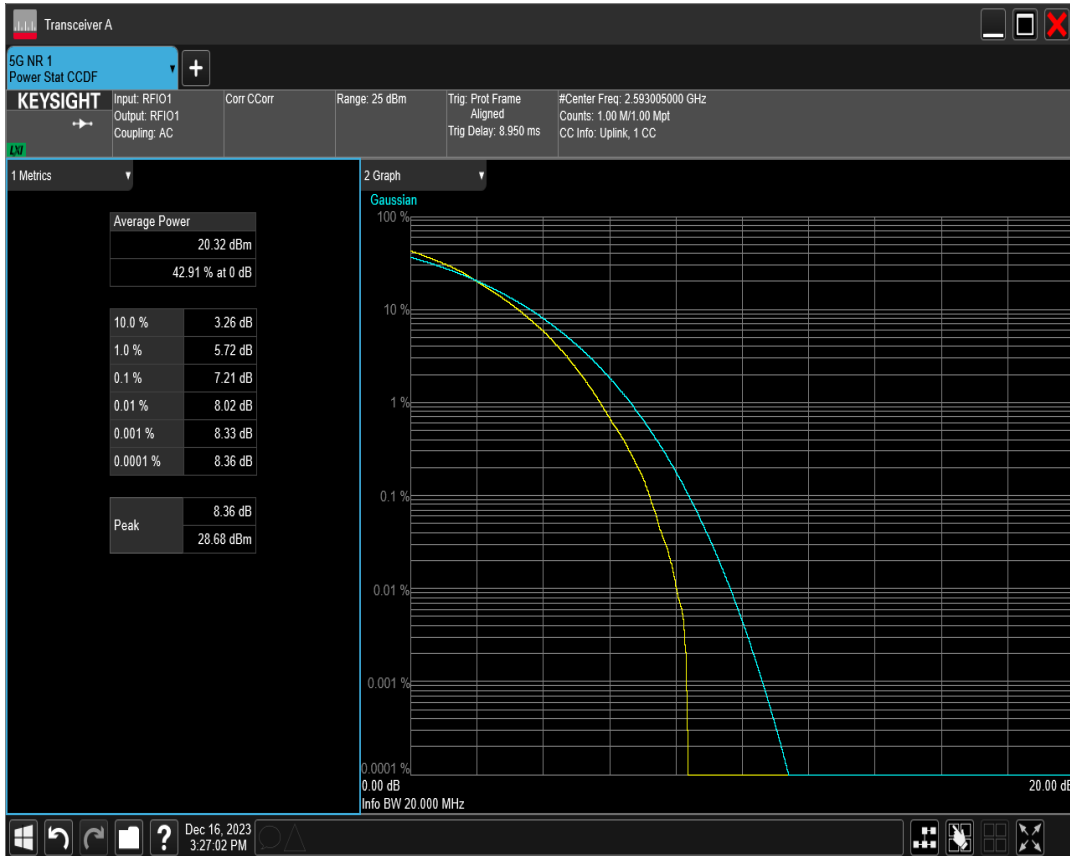 Transceiver A
5G NR 1
Power Stat CCDF
KEYSIGHT
LXI
Input: RFIO1
Output: RFIO1
Coupling: AC
Corr CCorr
Range: 25 dBm
Trig: Prot Frame
Aligned
Trig Delay: 8.950 ms
#Center Freq: 2.593005000 GHz
Counts: 1.00 M/1.00 Mpt
CC Info: Uplink, 1 CC
1 Metrics
Average Power
20.32 dBm
42.91 % at 0 dB
10.0 % 3.26 dB
1.0 % 5.72 dB
0.1 % 7.21 dB
0.01 % 8.02 dB
0.001 % 8.33 dB
0.0001 % 8.36 dB
Peak
8.36 dB
28.68 dBm
2 Graph
Gaussian
100 %
10 %
1 %
0.1 %
0.01 %
0.001 %
0.0001 %
0.00 dB 20.00 dB
Info BW 20.000 MHz
? Dec 16, 2023
3:27:02 PM